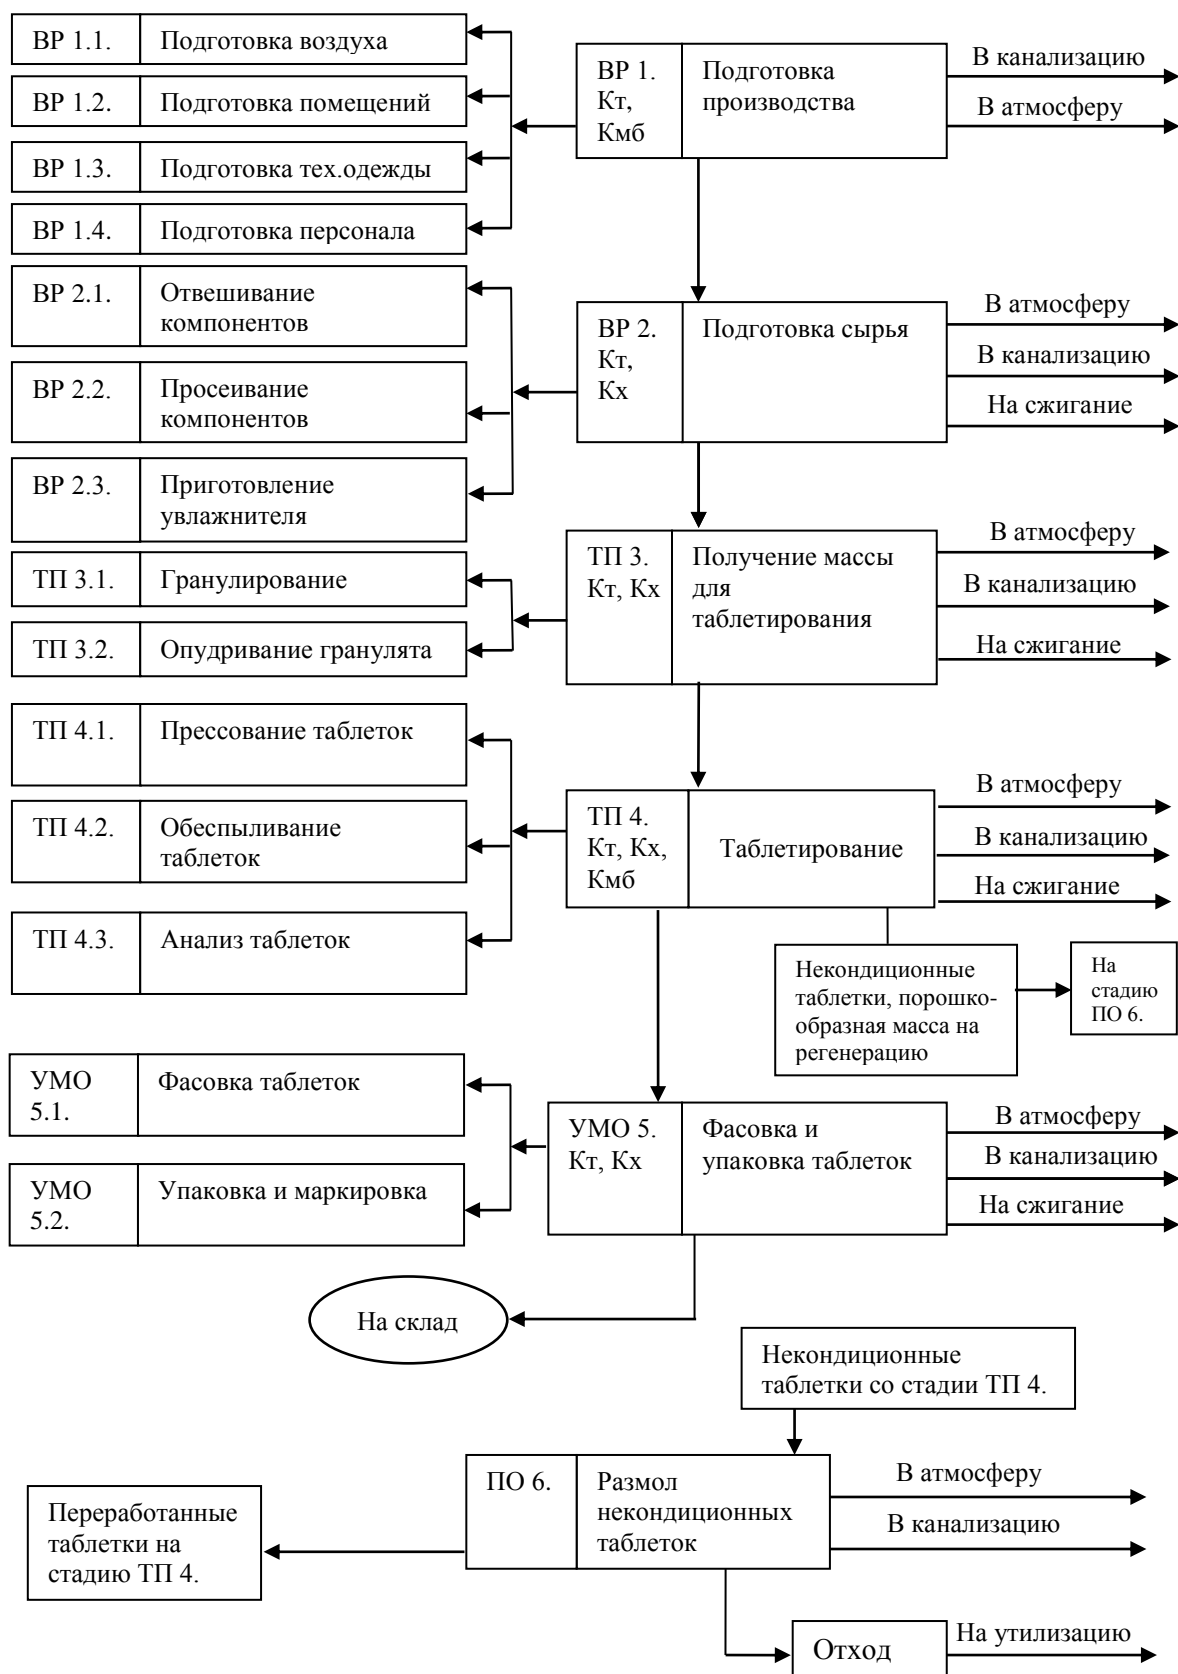 ВР 1.1.
Подготовка воздуха
ВР 1.2.
Подготовка помещений
ВР 1.3.
Подготовка тех.одежды
ВР 1.4.
Подготовка персонала
ВР 1.
Кт,
Кмб
Подготовка
производства
В канализацию
В атмосферу
ВР 2.1.
Отвешивание
компонентов
ВР 2.2.
Просеивание
компонентов
ВР 2.3.
Приготовление
увлажнителя
ВР 2.
Кт,
Кх
Подготовка сырья
В атмосферу
В канализацию
На сжигание
ТП 3.1.
Гранулирование
ТП 3.2.
Опудривание гранулята
ТП 3.
Кт, Кх
Получение массы
для
таблетирования
В атмосферу
В канализацию
На сжигание
ТП 4.1.
Прессование таблеток
ТП 4.2.
Обеспыливание
таблеток
ТП 4.3.
Анализ таблеток
ТП 4.
Кт, Кх,
Кмб
Таблетирование
В атмосферу
В канализацию
На сжигание
Некондиционные
таблетки, порошко-
образная масса на
регенерацию
На
стадию
ПО 6.
УМО
5.1.
Фасовка таблеток
УМО
5.2.
Упаковка и маркировка
УМО 5.
Кт, Кх
Фасовка и
упаковка таблеток
В атмосферу
В канализацию
На сжигание
На склад
Некондиционные
таблетки со стадии ТП 4.
ПО 6.
Размол
некондиционных
таблеток
В атмосферу
В канализацию
Переработанные
таблетки на
стадию ТП 4.
Отход
На утилизацию